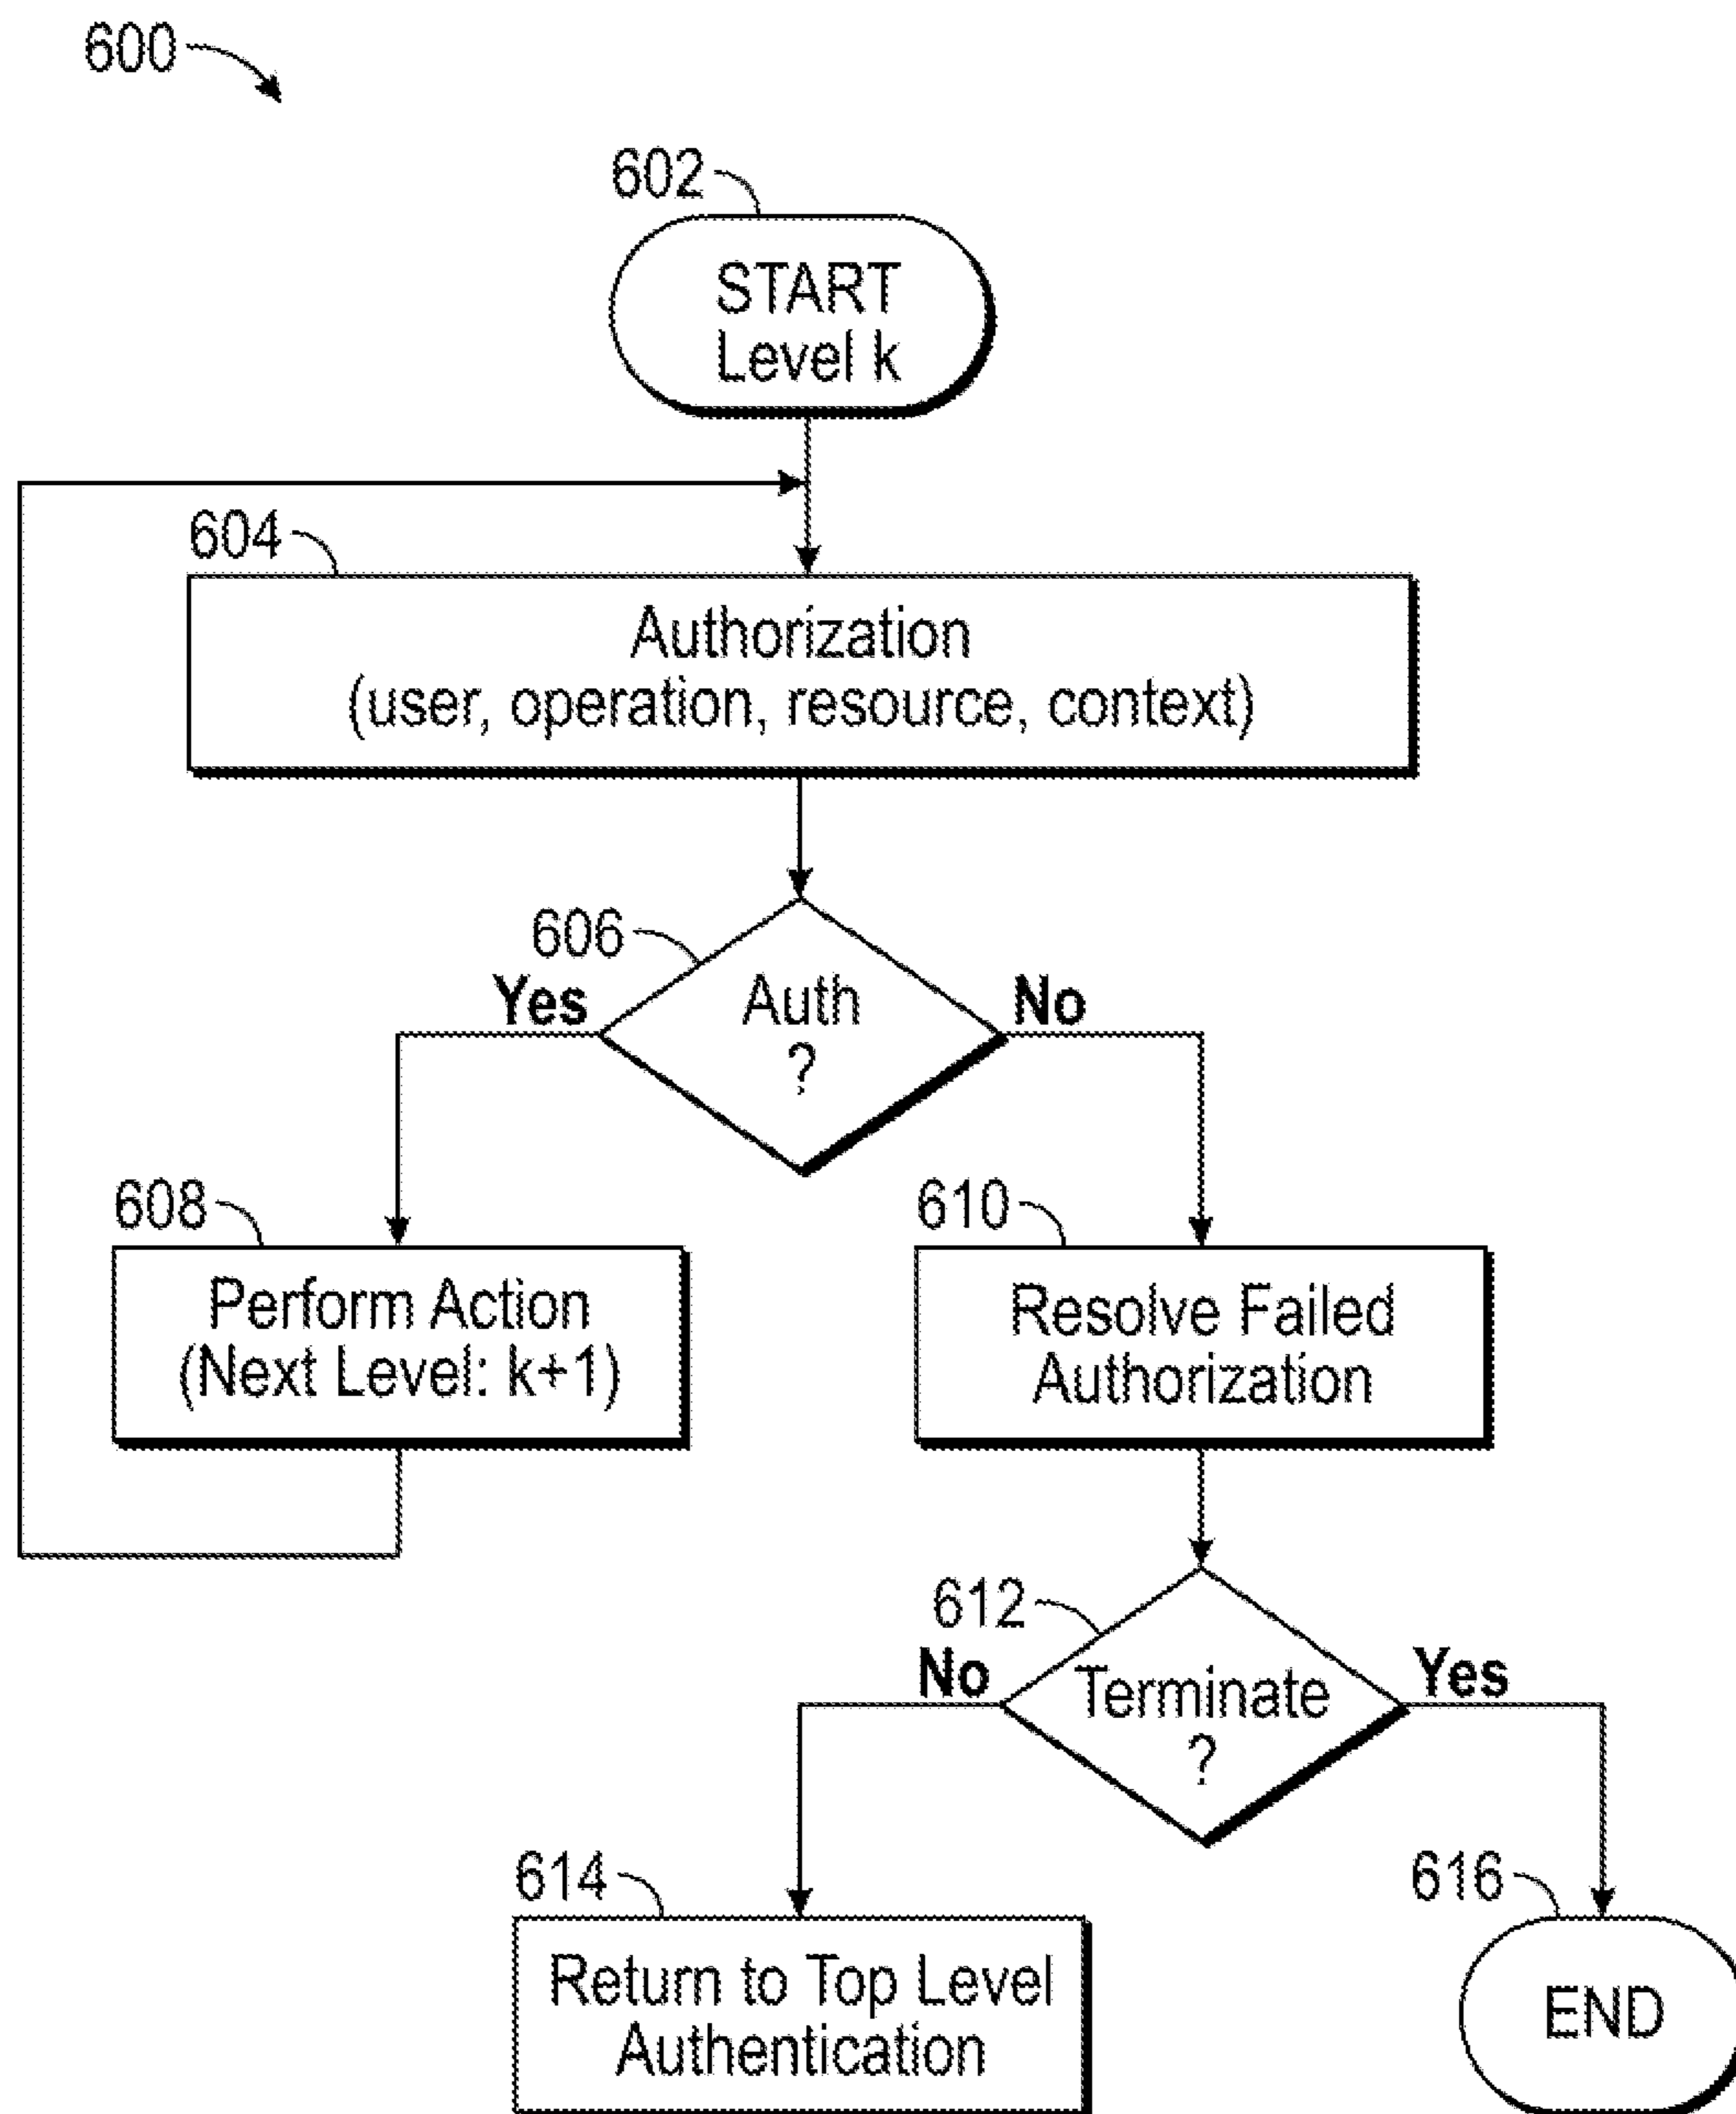 600
602
START
Level k
604
Authorization
(user, operation, resource, context)
606
Yes
Auth
?
No
608
Perform Action
(Next Level: k+1)
610
Resolve Failed
Authorization
612
No
Terminate
?
Yes
614
Return to Top Level
Authentication
616
END